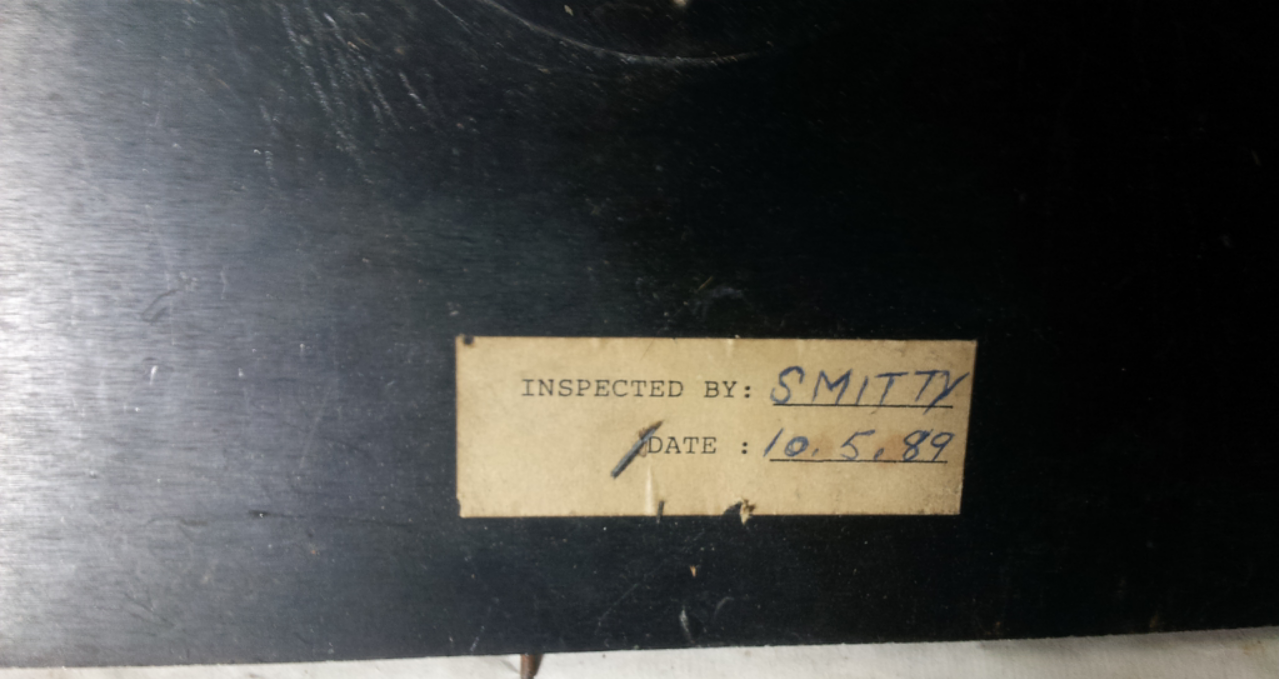 INSPECTED BY: SMITTY
DATE : 10.5.89